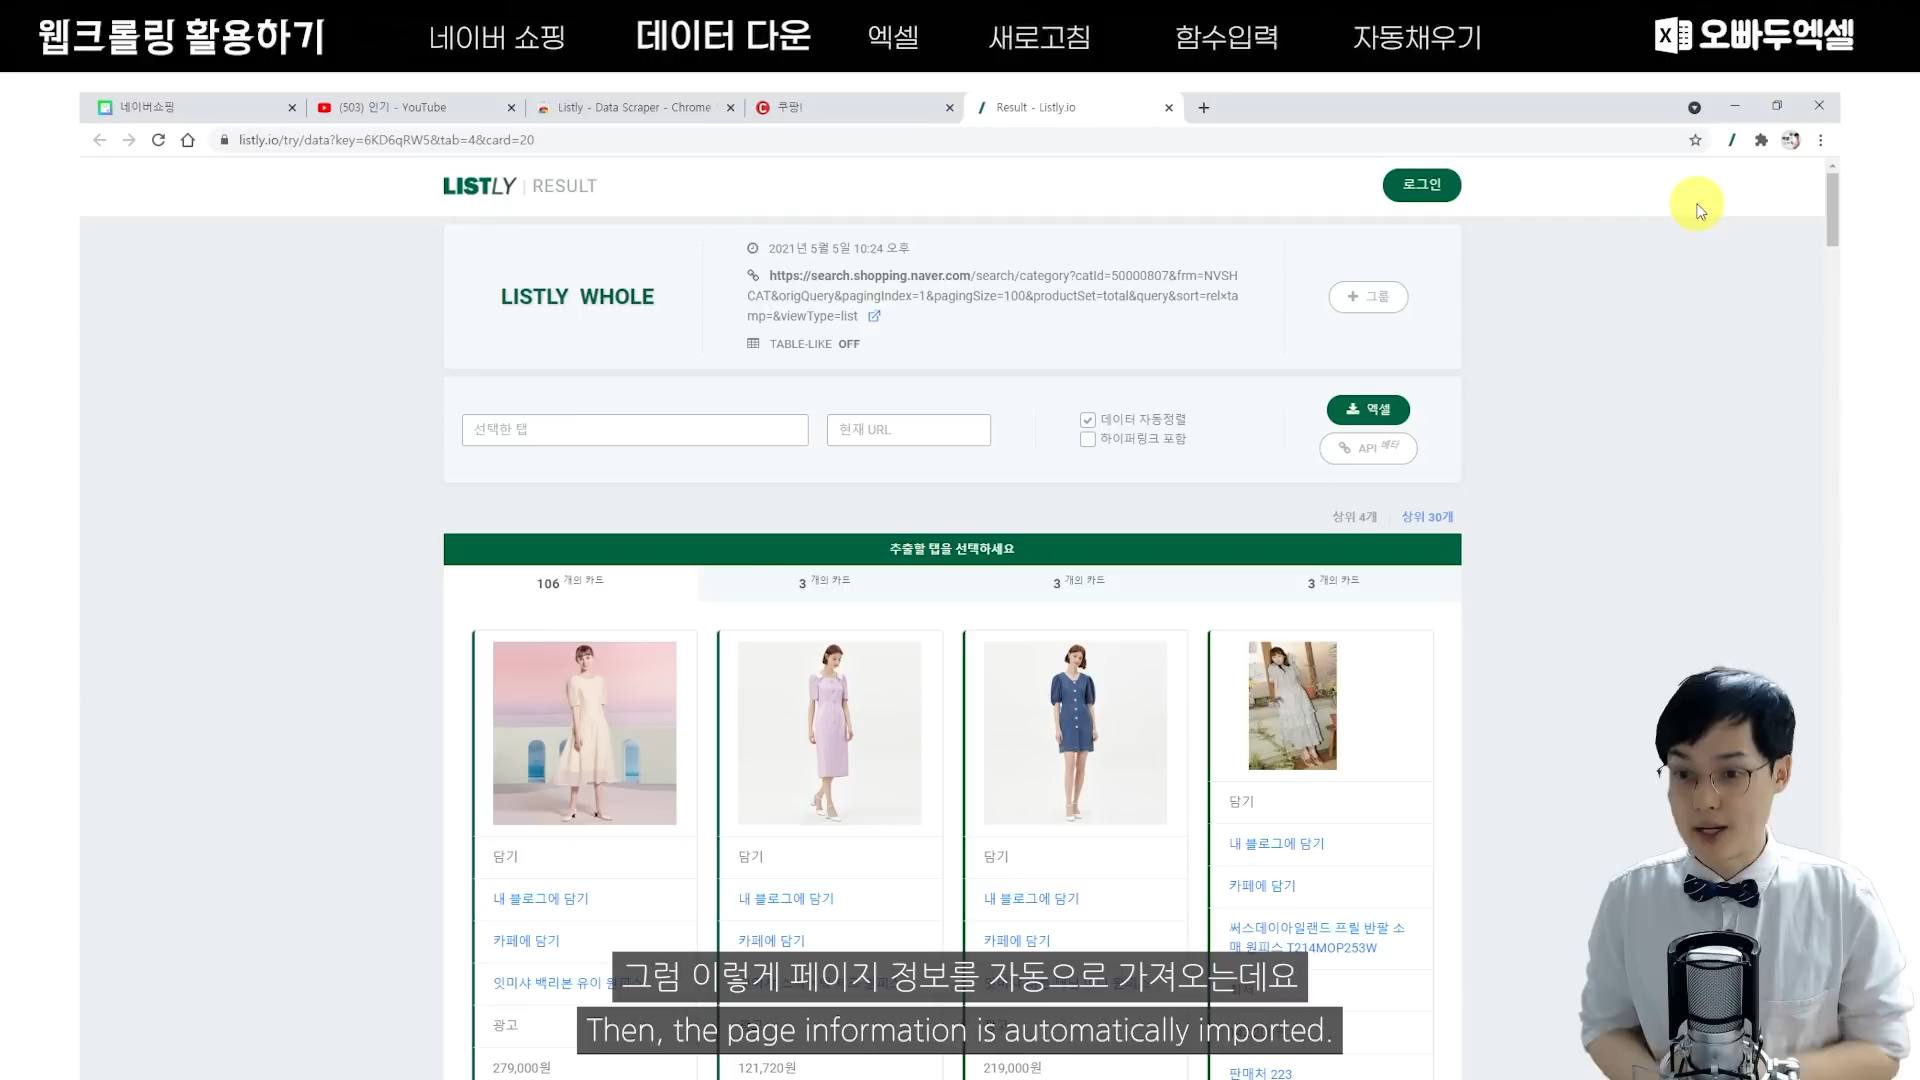 웹크롤링 활용하기
네이버 쇼핑
데이터 다운
엑셀
새로고침
함수입력
자동채우기
오빠두엑셀
네이버쇼핑
(503) 인기 - YouTube
Listly - Data Scraper - Chrome
쿠팡!
Result - Listly.io
listly.io/try/data?key=6KD6qRW5&tab=4&card=20
LISTLY | RESULT
로그인
LISTLY WHOLE
2021년 5월 5일 10:24 오후
https://search.shopping.naver.com/search/category?catId=50000807&frm=NVSH
CAT&origQuery&pagingIndex=1&pagingSize=100&productSet=total&query&sort=rel×ta
mp=&viewType=list
TABLE-LIKE OFF
+ 그룹
선택한 탭
현재 URL
데이터 자동정렬
하이퍼링크 포함
엑셀
API 베타
상위 4개
상위 30개
추출할 탭을 선택하세요
106 개의 카드
3 개의 카드
3 개의 카드
3 개의 카드
담기
내 블로그에 담기
카페에 담기
잇미샤 백리본 유이
광고
279,000원
담기
내 블로그에 담기
카페에 담기
121,720원
담기
내 블로그에 담기
카페에 담기
219,000원
담기
내 블로그에 담기
카페에 담기
써스데이아일랜드 프릴 반팔 소
매 원피스 T214MOP253W
판매처 223
그럼 이렇게 페이지 정보를 자동으로 가져오는데요
Then, the page information is automatically imported.